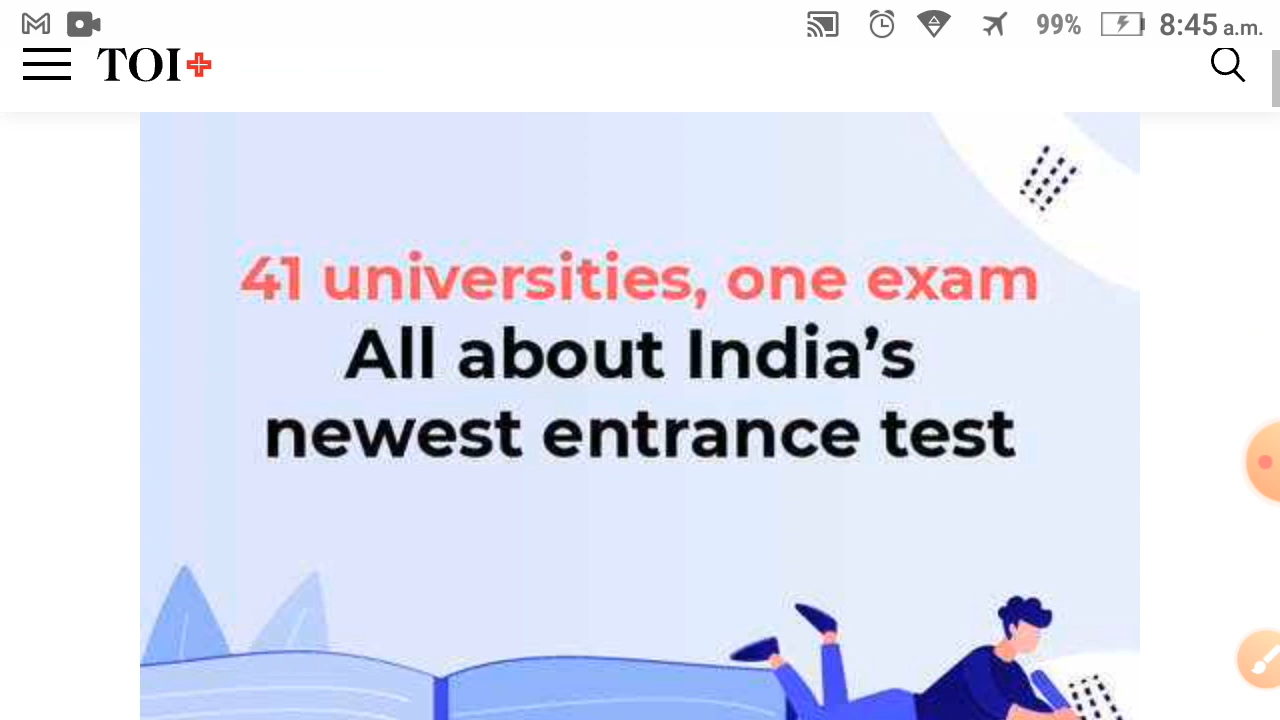 99% 8:45 a.m.
TOI+
41 universities, one exam
All about India's
newest entrance test